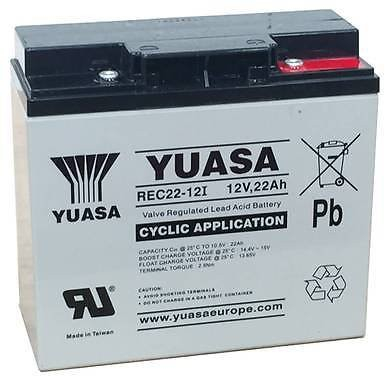 YUASA
YUASA
REC22-12I 12V,22Ah
Valve Regulated Lead Acid Battery
CYCLIC APPLICATION
CAPACITY C20 @ 25°C TO 10.5V : 22Ah
BOOST CHARGE VOLTAGE @ 25°C : 14.4V ~ 15V
FLOAT CHARGE VOLTAGE @ 25°C : 13.65V
TERMINAL TORQUE : 2.9Nm
CAUTION :
AVOID SHORTING TERMINALS
DO NOT CHARGE IN A GAS TIGHT CONTAINER
www.yuasaeurope.com
Made in Taiwan
Pb